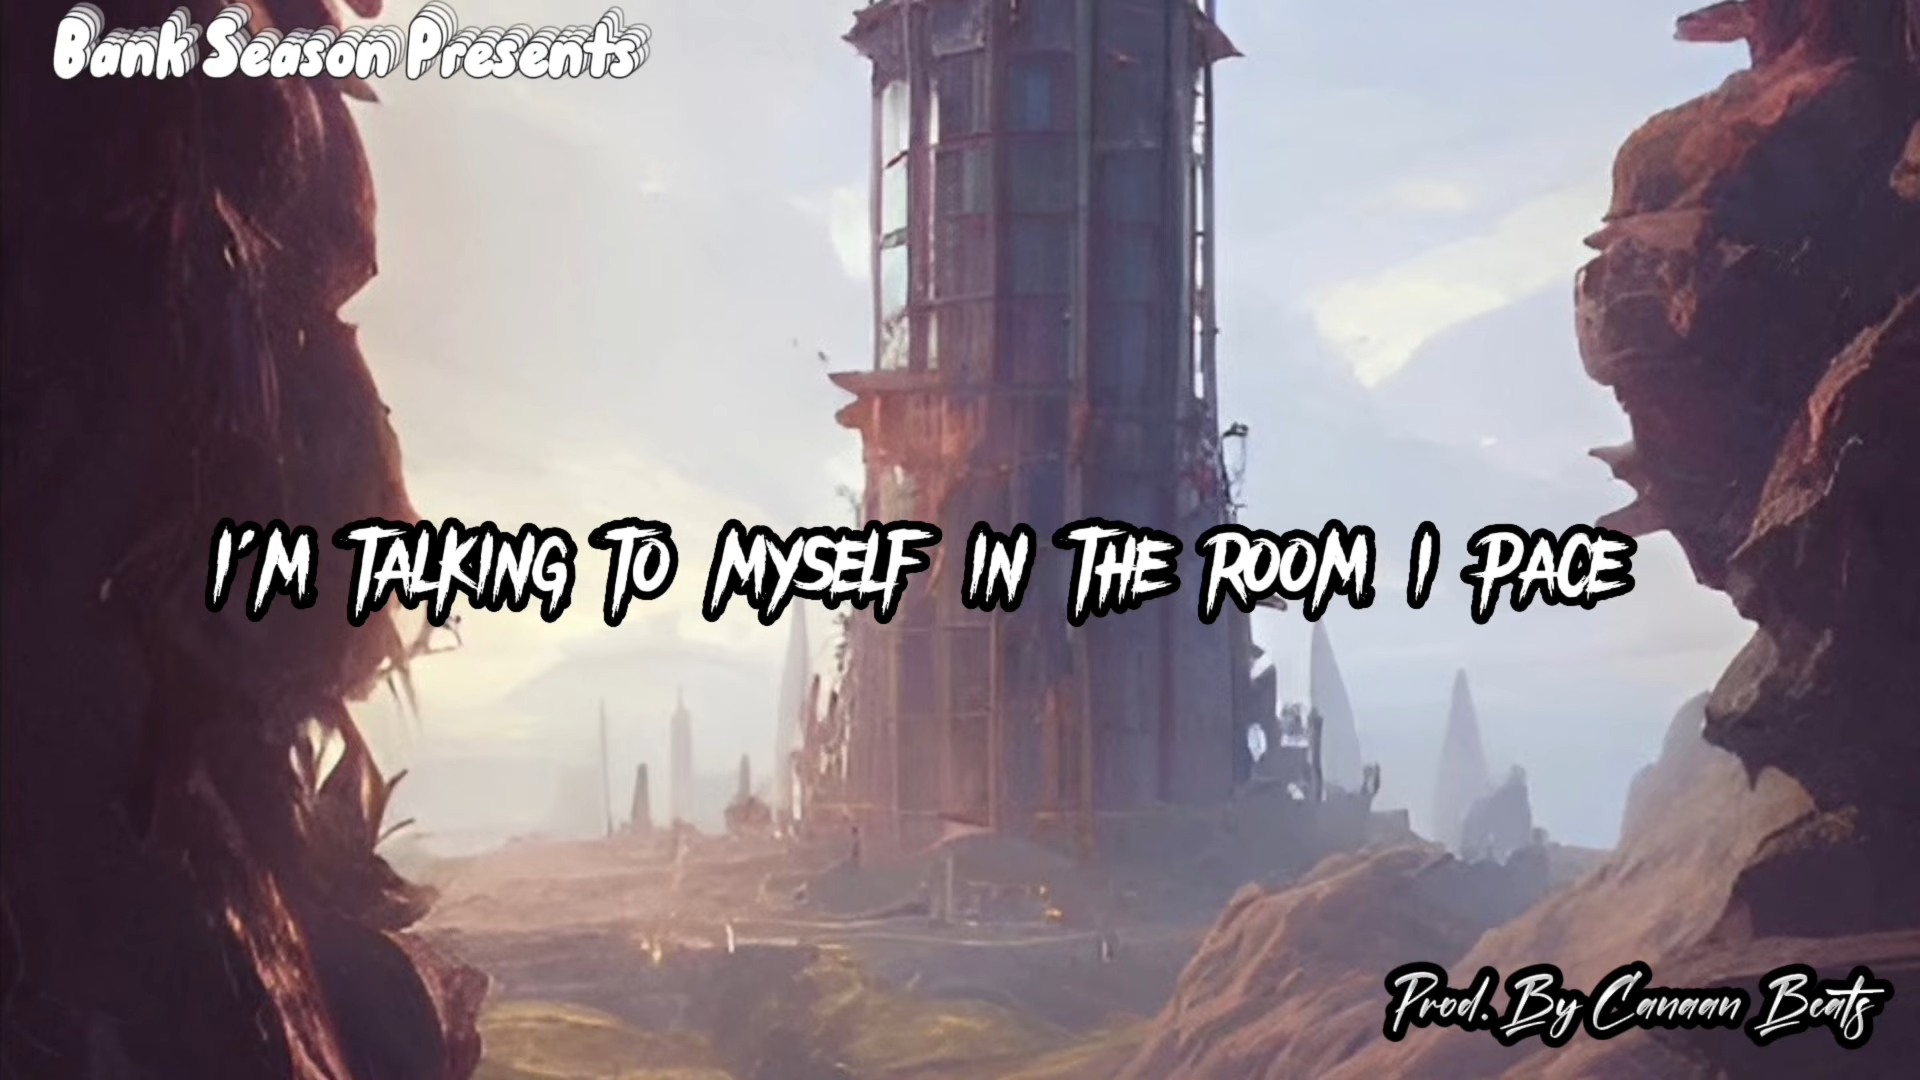 Bank Season Presents
I'M TALKING TO MYSELF IN THE ROOM I PACE
Prod. By Canaan Beats